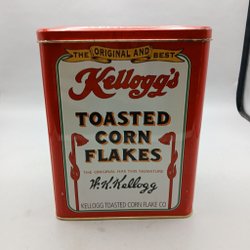 THE ORIGINAL AND BEST
Kellogg's
TOASTED
CORN
FLAKES
THE ORIGINAL HAS THIS SIGNATURE
W.K.Kellogg
KELLOGG TOASTED CORN FLAKE CO